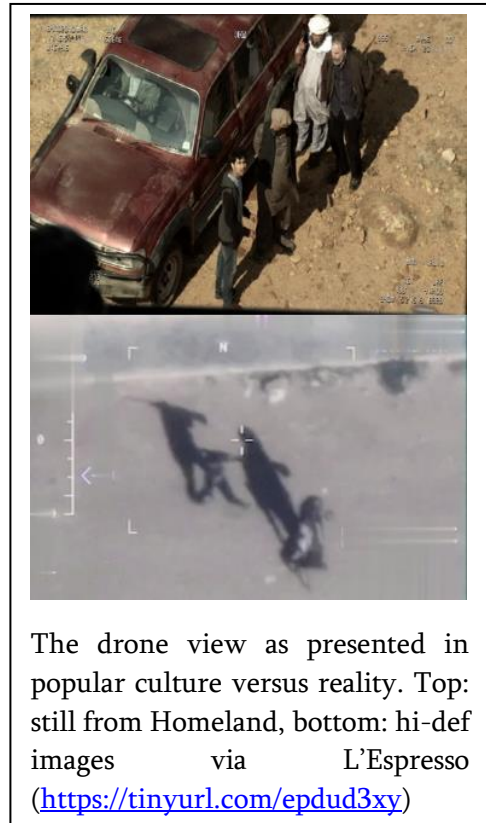 N
0
The drone view as presented in
popular culture versus reality. Top:
still from Homeland, bottom: hi-def
images via L’Espresso
(https://tinyurl.com/epdud3xy)